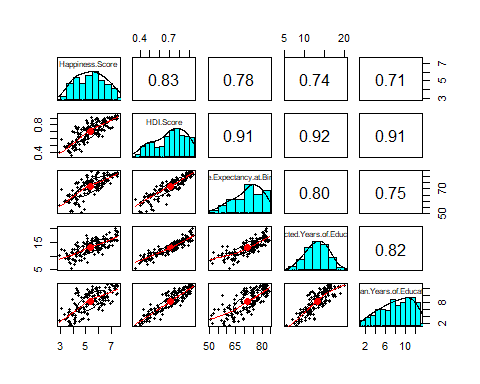 0.4 0.7
5 10 20
Happiness.Score
0.83
0.78
0.74
0.71
3 5 7
0.4 0.8
HDI.Score
0.91
0.92
0.91
e.Expectancy.at.Bir
0.80
0.75
50 70
5 15
cted.Years.of.Educ
0.82
an.Years.of.Educa
2 8
3 5 7
50 65 80
2 6 10